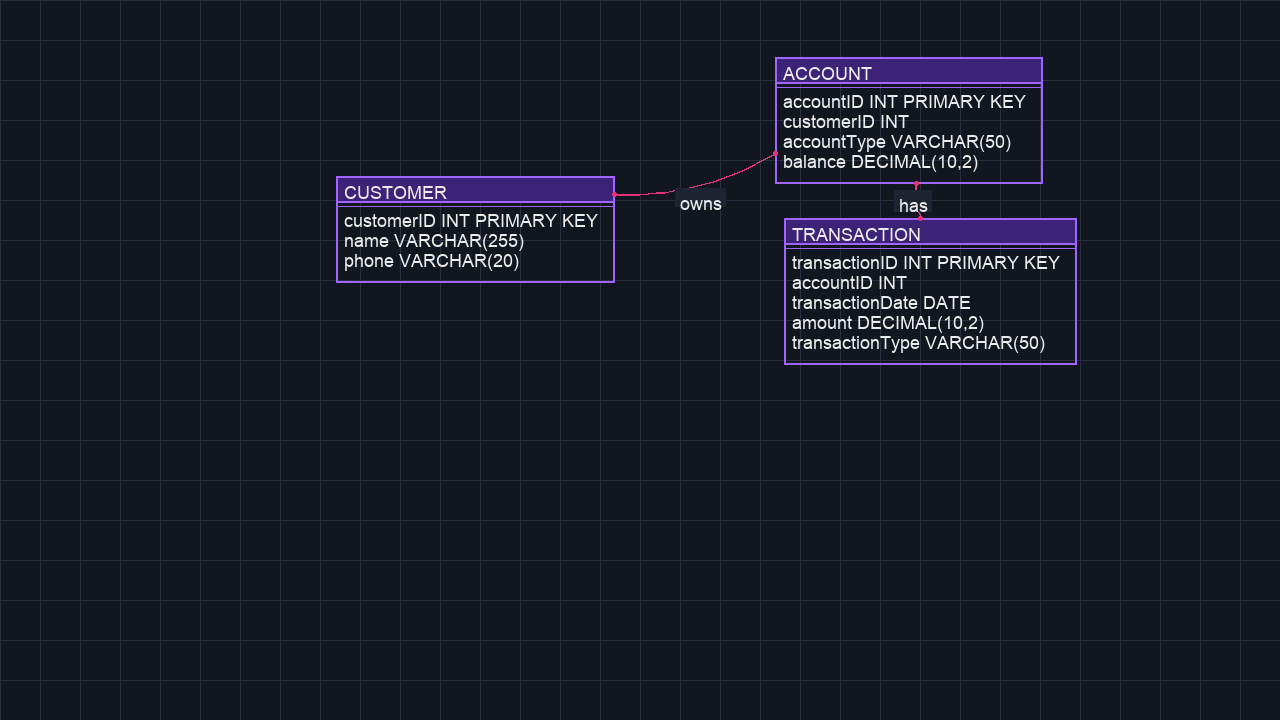 ACCOUNT
accountID INT PRIMARY KEY
customerID INT
accountType VARCHAR(50)
balance DECIMAL(10,2)
CUSTOMER
customerID INT PRIMARY KEY
name VARCHAR(255)
phone VARCHAR(20)
owns
has
TRANSACTION
transactionID INT PRIMARY KEY
accountID INT
transactionDate DATE
amount DECIMAL(10,2)
transactionType VARCHAR(50)